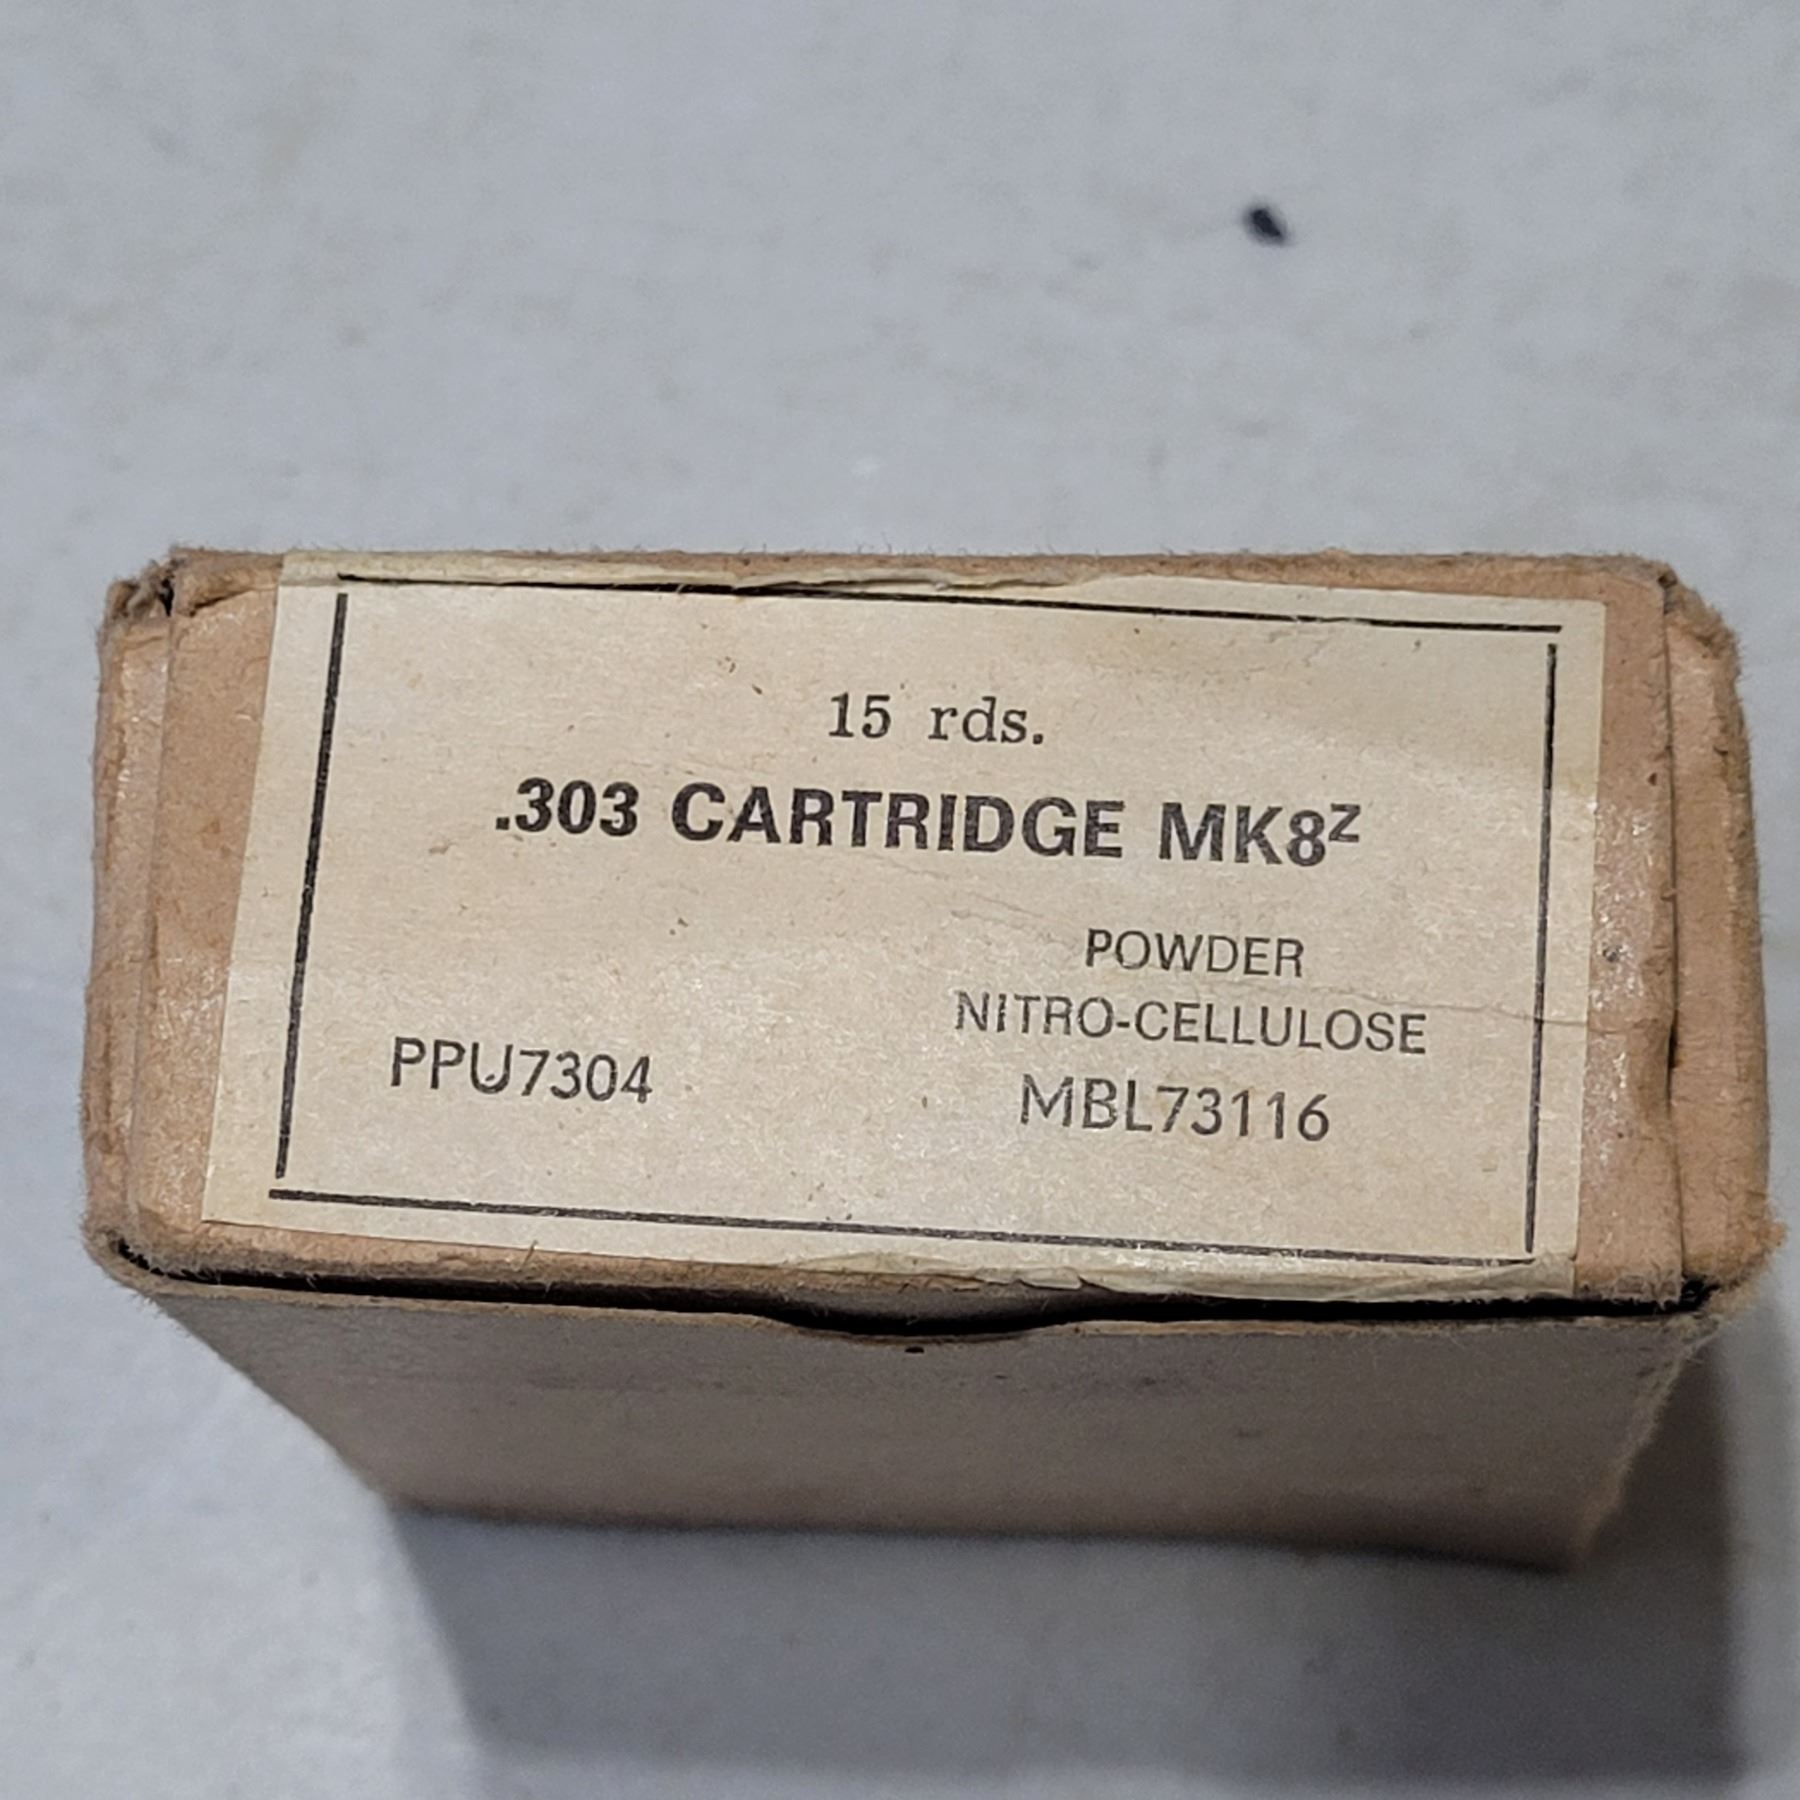 15 rds.
.303 CARTRIDGE MK8ᶻ
POWDER
NITRO-CELLULOSE
PPU7304
MBL73116